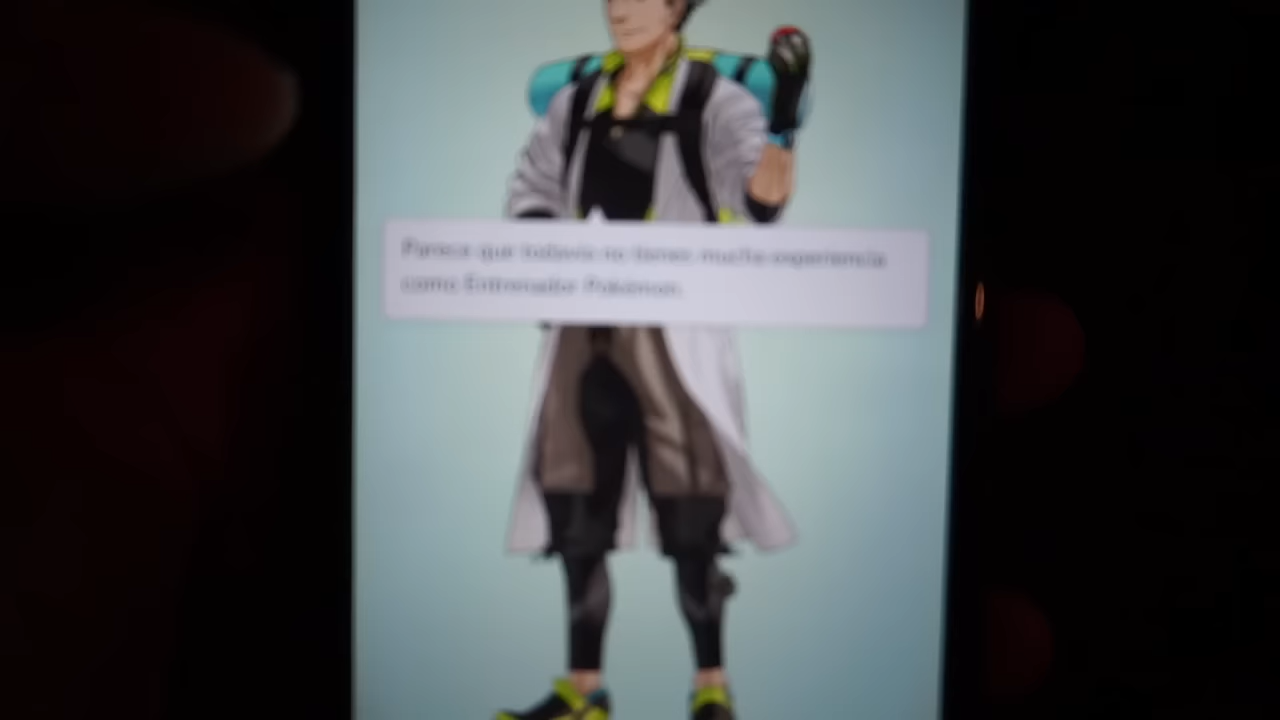 Parece que todavía no tienes mucha experiencia
como Entrenador Pokémon.